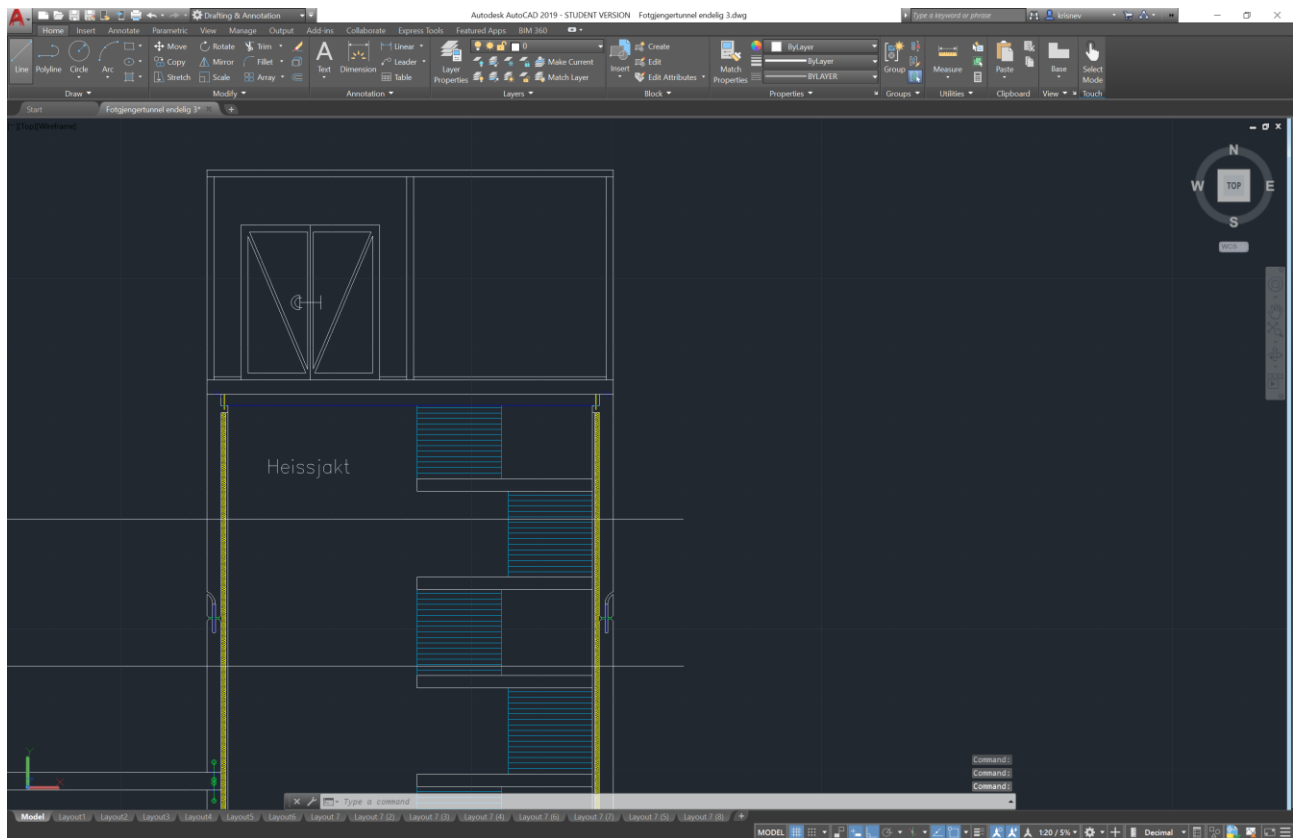 Drafting & Annotation
Autodesk AutoCAD 2019 - STUDENT VERSION Fotgjengertunnel endelig 3.dwg
Type a keyword or phrase
krisnev
Home Insert Annotate Parametric View Manage Output Add-ins Collaborate Express Tools Featured Apps BIM 360
Move Rotate Trim
Linear
0
Create
ByLayer
Copy Mirror Fillet
Leader
Make Current
Edit
ByLayer
Line Polyline Circle Arc
Stretch Scale Array
Text Dimension
Table
Layer Properties
Match Layer
Insert
Edit Attributes
Match Properties
BYLAYER
Group
Measure
Paste
Base
Select Mode
Draw Modify Annotation Layers Block Properties Groups Utilities Clipboard View Touch
Start Fotgjengertunnel endelig 3*
[Top][Wireframe]
N
W TOP E
S
WCS
Heissjakt
Y
X
Command:
Command:
Command:
Type a command
Model Layout1 Layout2 Layout3 Layout4 Layout5 Layout6 Layout 7 Layout 7 (2) Layout 7 (3) Layout 7 (4) Layout 7 (6) Layout 7 (7) Layout 7 (5) Layout 7 (8)
MODEL 1:20 / 5% Decimal